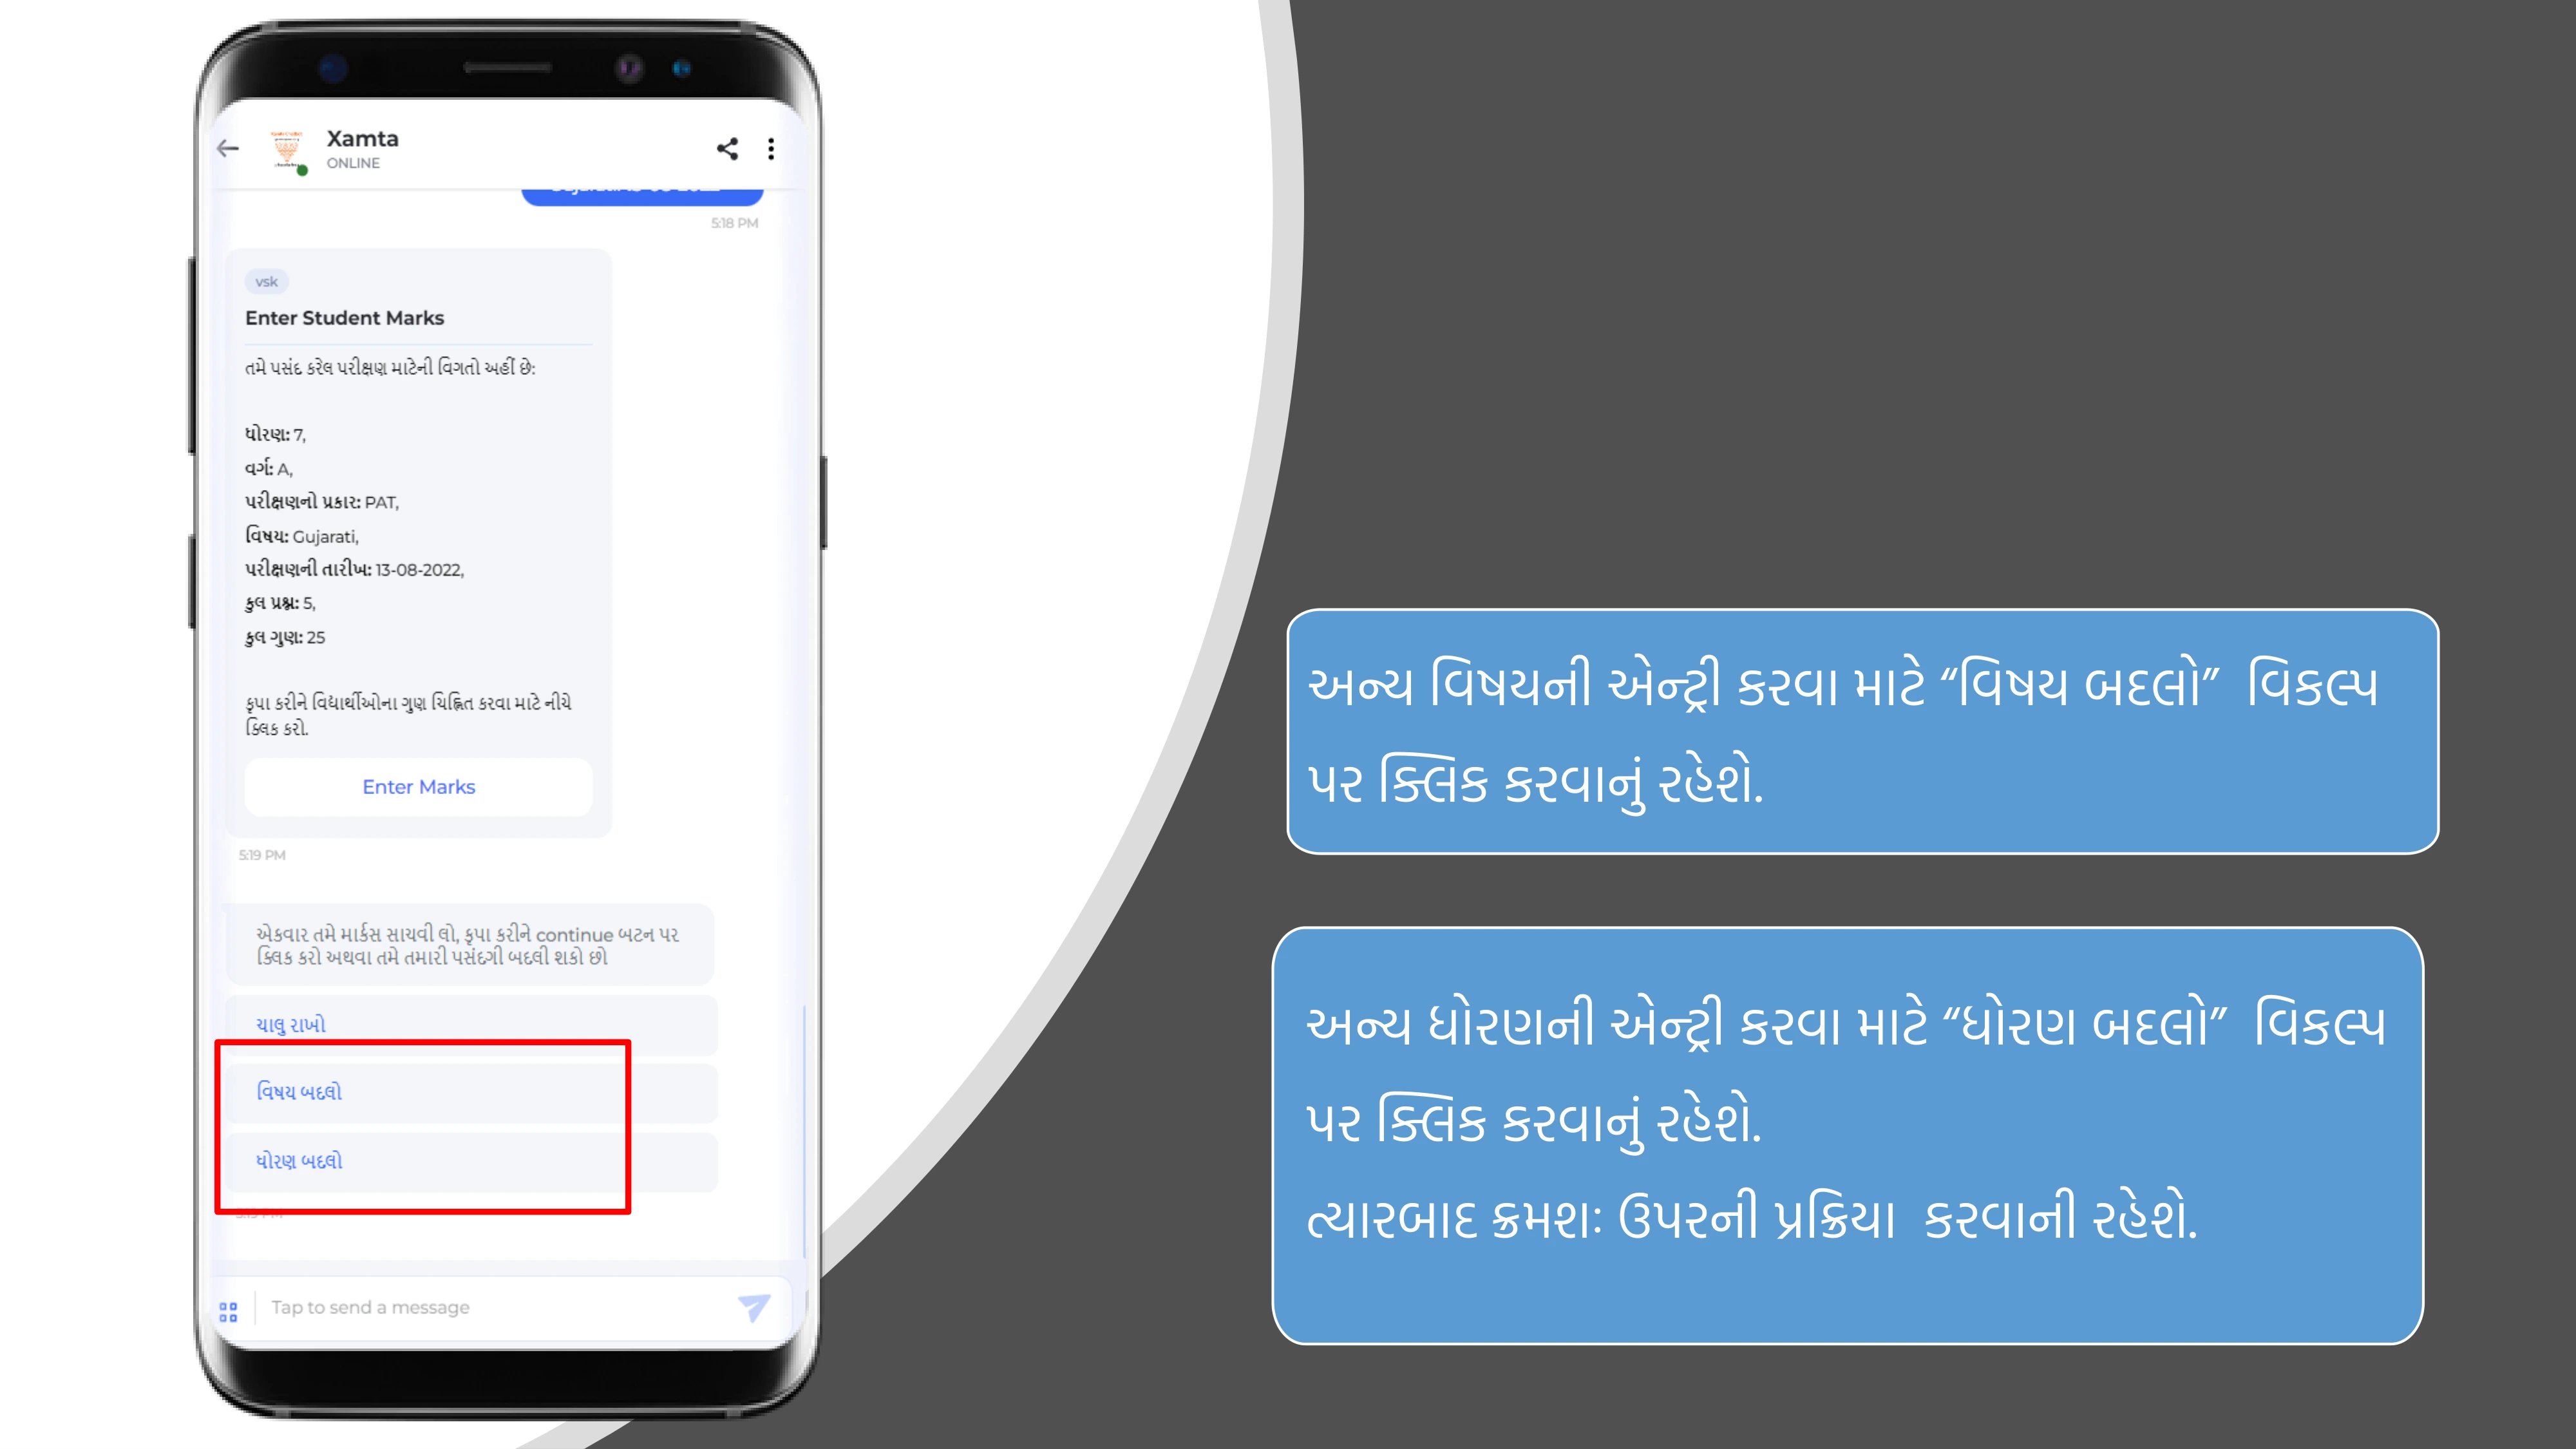 Xamta
ONLINE
5:18 PM
vsk
Enter Student Marks
તમે પસંદ કરેલ પરીક્ષણ માટેની વિગતો અહીં છે:
ધોરણ: 7,
વર્ગ: A,
પરીક્ષણનો પ્રકાર: PAT,
વિષય: Gujarati,
પરીક્ષણની તારીખ: 13-08-2022,
કુલ પ્રશ્ન: 5,
કુલ ગુણ: 25
કૃપા કરીને વિદ્યાર્થીઓના ગુણ ચિહ્નિત કરવા માટે નીચે
ક્લિક કરો.
Enter Marks
5:19 PM
એકવાર તમે માર્કસ સાચવી લો, કૃપા કરીને continue બટન પર
ક્લિક કરો અથવા તમે તમારી પસંદગી બદલી શકો છો
ચાલુ રાખો
વિષય બદલો
ધોરણ બદલો
Tap to send a message
અન્ય વિષયની એન્ટ્રી કરવા માટે “વિષય બદલો” વિકલ્પ
પર ક્લિક કરવાનું રહેશે.
અન્ય ધોરણની એન્ટ્રી કરવા માટે “ધોરણ બદલો” વિકલ્પ
પર ક્લિક કરવાનું રહેશે.
ત્યારબાદ ક્રમશઃ ઉપરની પ્રક્રિયા કરવાની રહેશે.